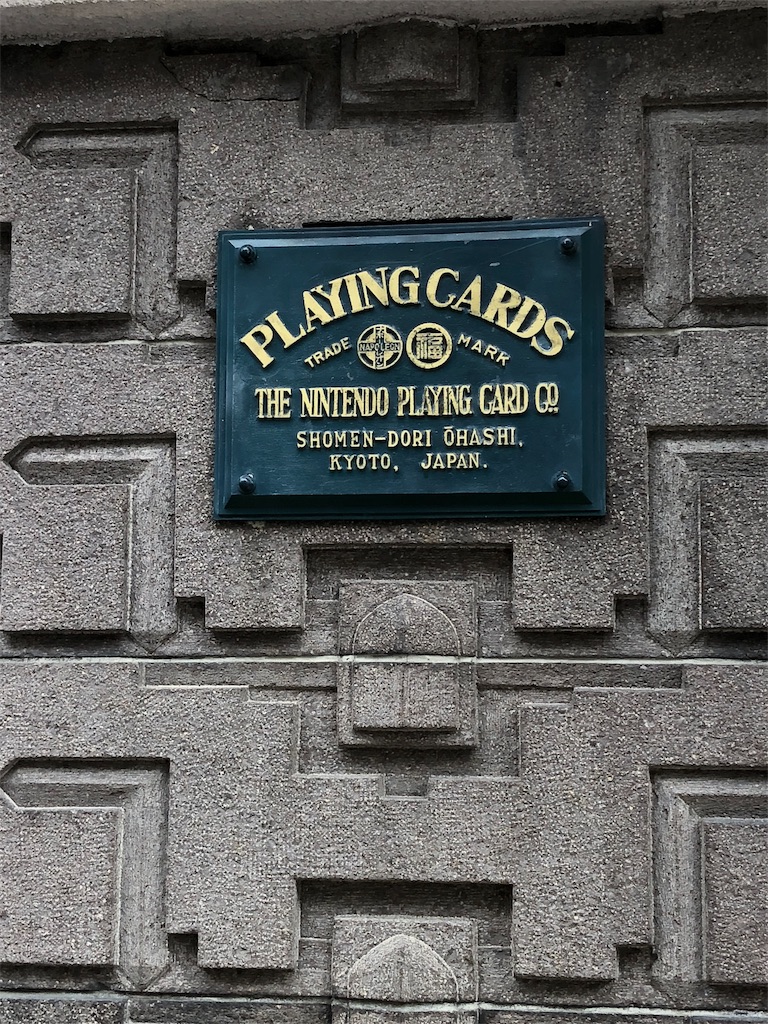 PLAYING CARDS
TRADE NAPOLEON 福 MARK
THE NINTENDO PLAYING CARD Co.
SHOMEN-DORI ŌHASHI,
KYOTO, JAPAN.